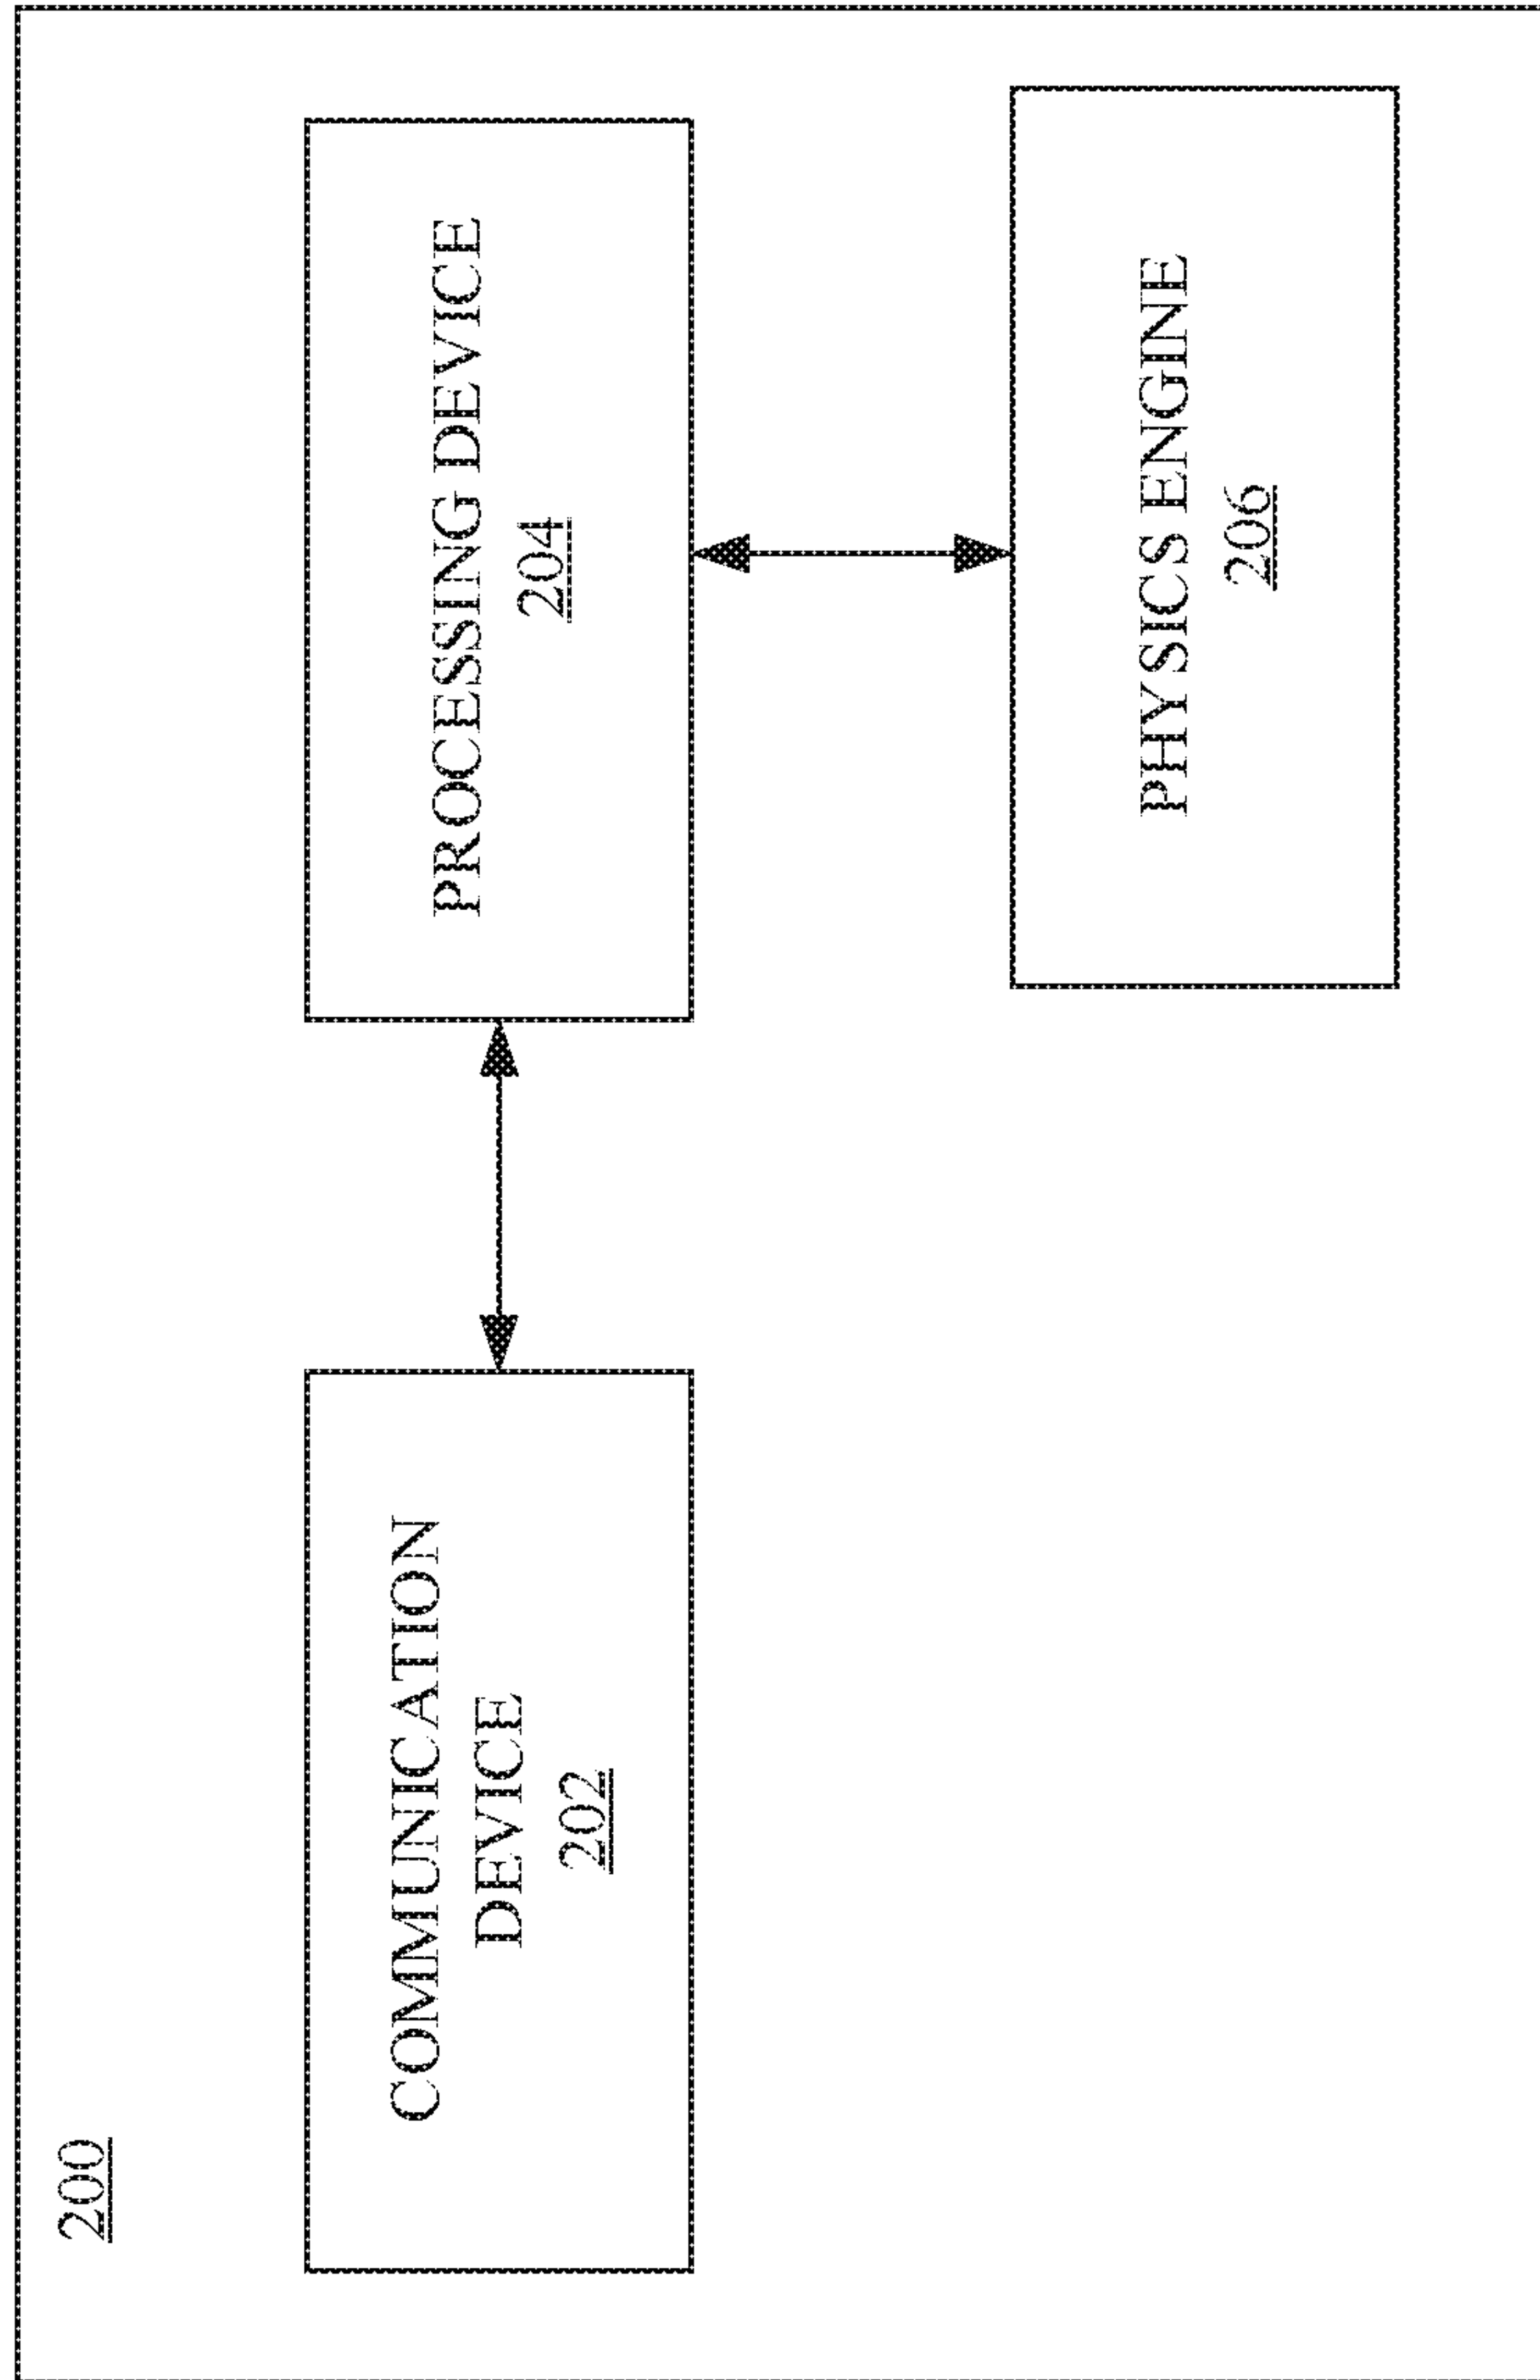 200
COMMUNICATION
DEVICE
202
PROCESSING DEVICE
204
PHYSICS ENGINE
206